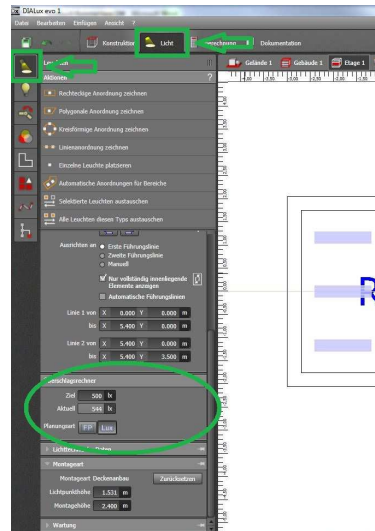 DIALux evo 1
Datei Bearbeiten Einfügen Ansicht ?
Konstruktion Licht Dokumentation
Gelände 1 Gebäude 1 Etage 1
Aktionen ?
Rechteckige Anordnung zeichnen
Polygonale Anordnung zeichnen
Kreisförmige Anordnung zeichnen
Linienanordnung zeichnen
Einzelne Leuchte platzieren
Automatische Anordnungen für Bereiche
Selektierte Leuchten austauschen
Alle Leuchten diesen Typs austauschen
Ausrichten an Erste Führungslinie
Zweite Führungslinie
Manuell
Nur vollständig innenliegende
Elemente anzeigen
Automatische Führungslinien
Linie 1 von X 0.000 Y 0.000 m
bis X 5.400 Y 0.000 m
Linie 2 von X 5.400 Y 0.000 m
bis X 5.400 Y 3.500 m
Ziel 500 lx
Aktuell 544 lx
Planungsart FP Lux
Montageart
Montageart Deckenanbau Zurücksetzen
Lichtpunkthöhe 1.531 m
Montagehöhe 2.400 m
Wartung